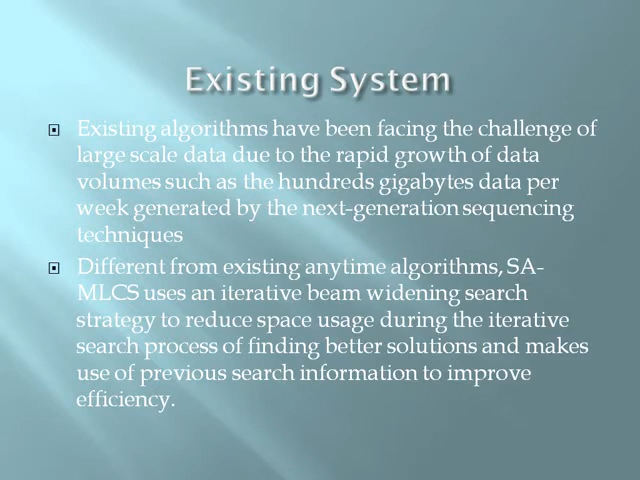 Existing System
Existing algorithms have been facing the challenge of
large scale data due to the rapid growth of data
volumes such as the hundreds gigabytes data per
week generated by the next-generation sequencing
techniques
Different from existing anytime algorithms, SA-
MLCS uses an iterative beam widening search
strategy to reduce space usage during the iterative
search process of finding better solutions and makes
use of previous search information to improve
efficiency.